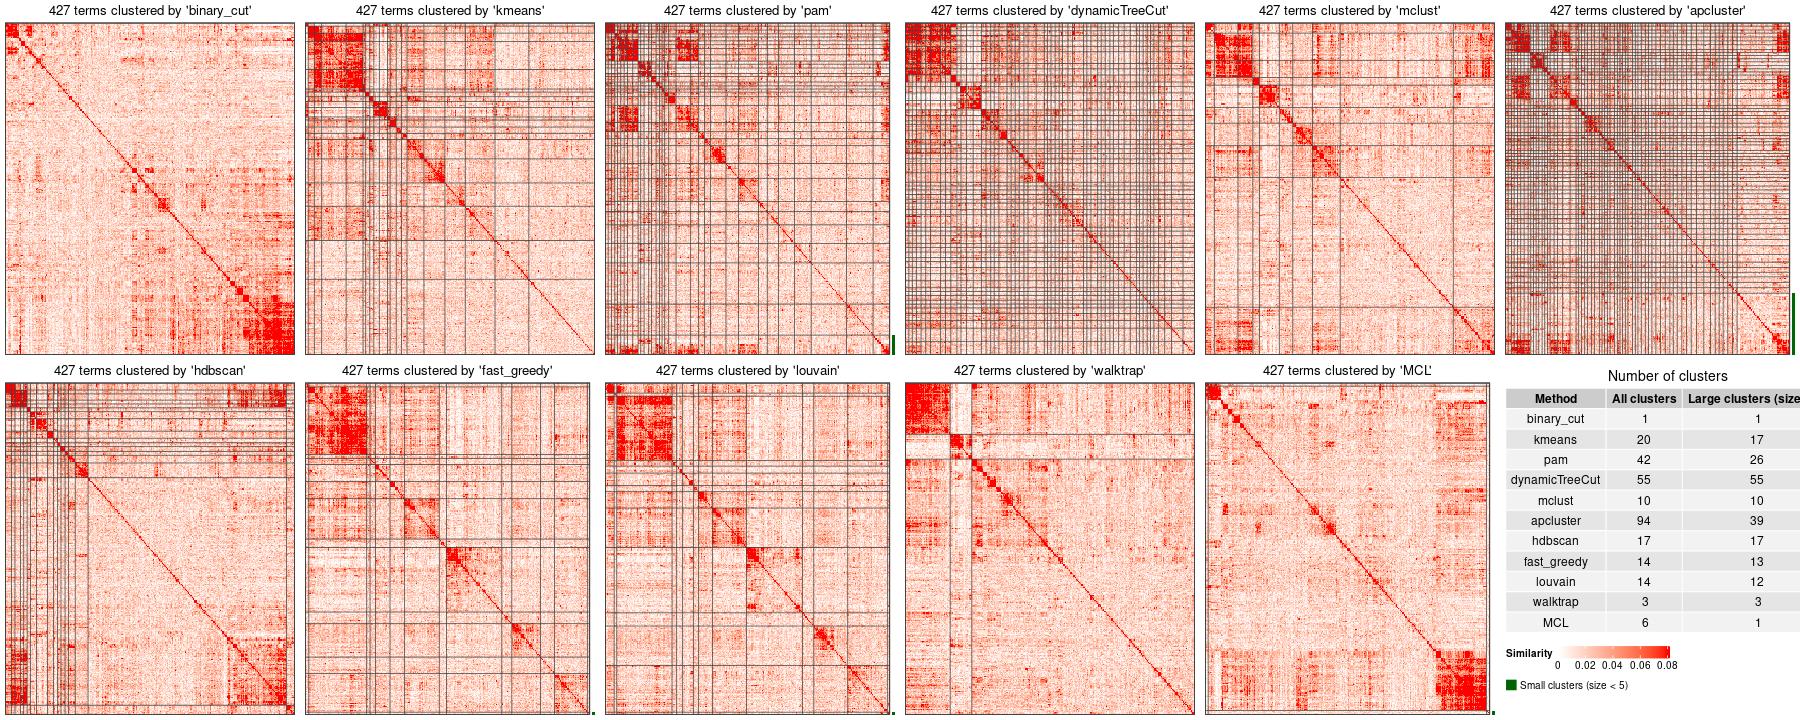 427 terms clustered by 'binary_cut'
427 terms clustered by 'kmeans'
427 terms clustered by 'pam'
427 terms clustered by 'dynamicTreeCut'
427 terms clustered by 'mclust'
427 terms clustered by 'apcluster'
427 terms clustered by 'hdbscan'
427 terms clustered by 'fast_greedy'
427 terms clustered by 'louvain'
427 terms clustered by 'walktrap'
427 terms clustered by 'MCL'
Number of clusters
Method All clusters Large clusters (size
binary_cut 1 1
kmeans 20 17
pam 42 26
dynamicTreeCut 55 55
mclust 10 10
apcluster 94 39
hdbscan 17 17
fast_greedy 14 13
louvain 14 12
walktrap 3 3
MCL 6 1
Similarity
0 0.02 0.04 0.06 0.08
Small clusters (size < 5)